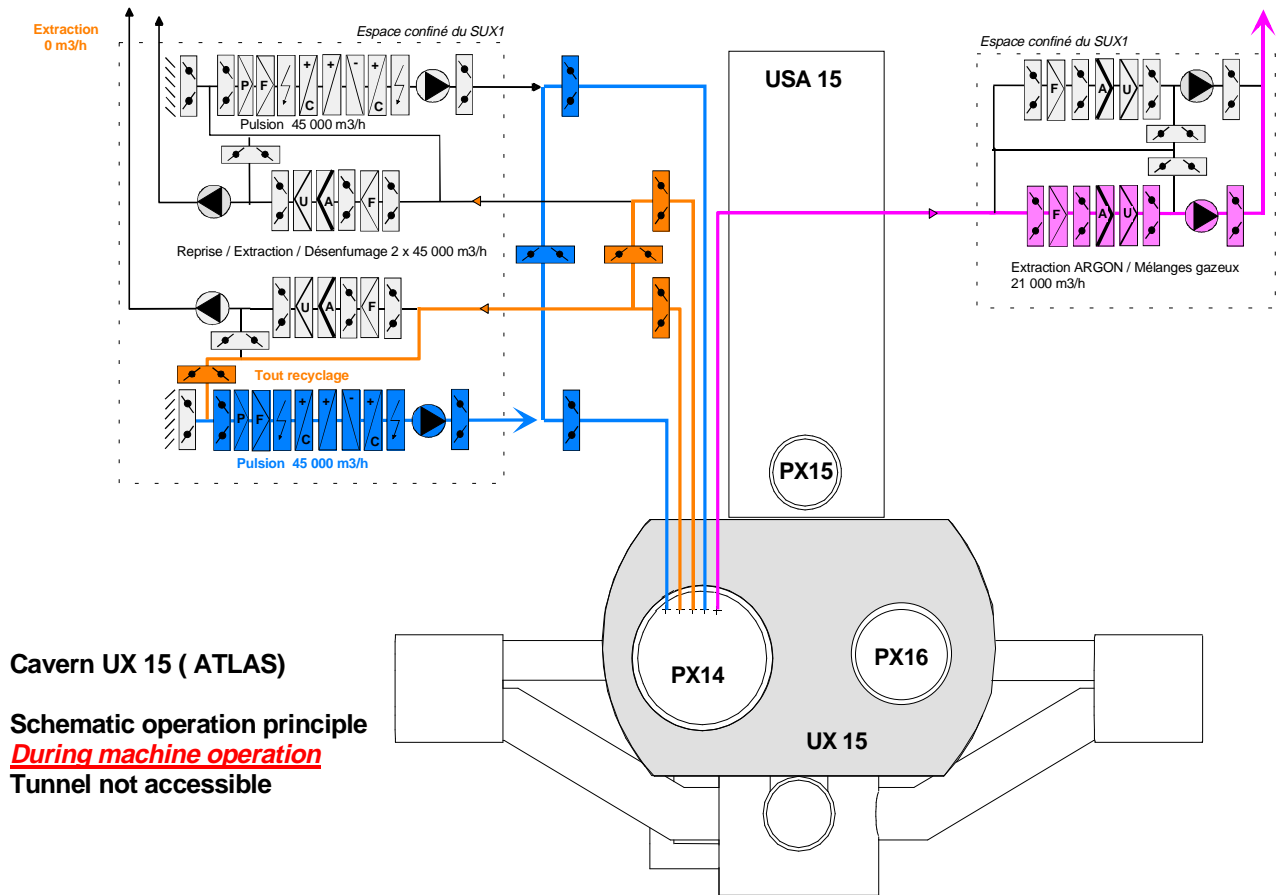 Extraction
0 m3/h
Espace confiné du SUX1
P F + + - +
C C
Pulsion 45 000 m3/h
U A F
Reprise / Extraction / Désenfumage 2 x 45 000 m3/h
U A F
Tout recyclage
P F + + - +
C C
Pulsion 45 000 m3/h
USA 15
Espace confiné du SUX1
F A U
F A U
Extraction ARGON / Mélanges gazeux
21 000 m3/h
PX15
PX14
PX16
UX 15
Cavern UX 15 ( ATLAS)
Schematic operation principle
During machine operation
Tunnel not accessible